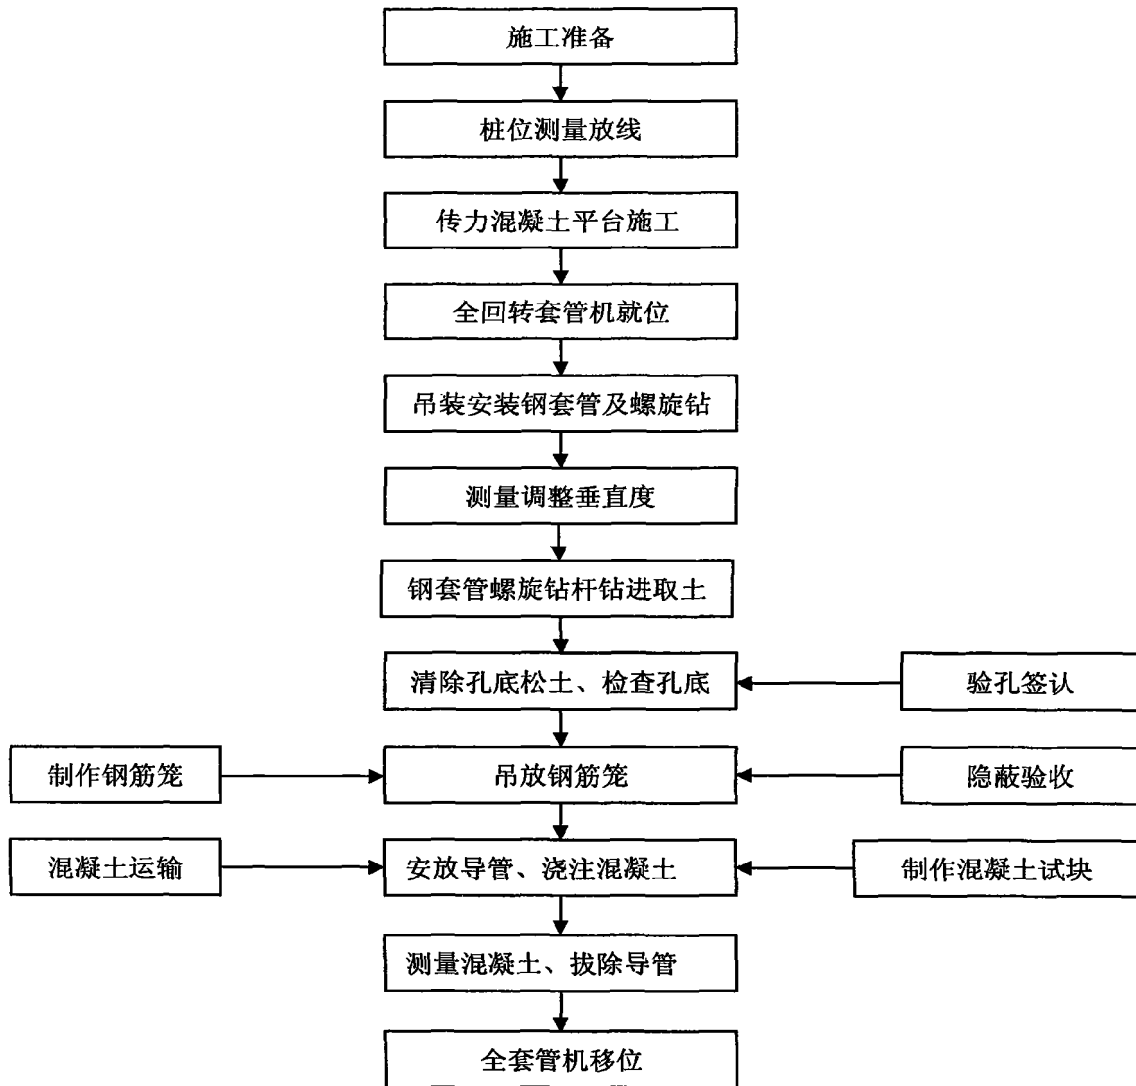 施工准备
桩位测量放线
传力混凝土平台施工
全回转套管机就位
吊装安装钢套管及螺旋钻
测量调整垂直度
钢套管螺旋钻杆钻进取土
清除孔底松土、检查孔底
验孔签认
制作钢筋笼
吊放钢筋笼
隐蔽验收
混凝土运输
安放导管、浇注混凝土
制作混凝土试块
测量混凝土、拔除导管
全套管机移位